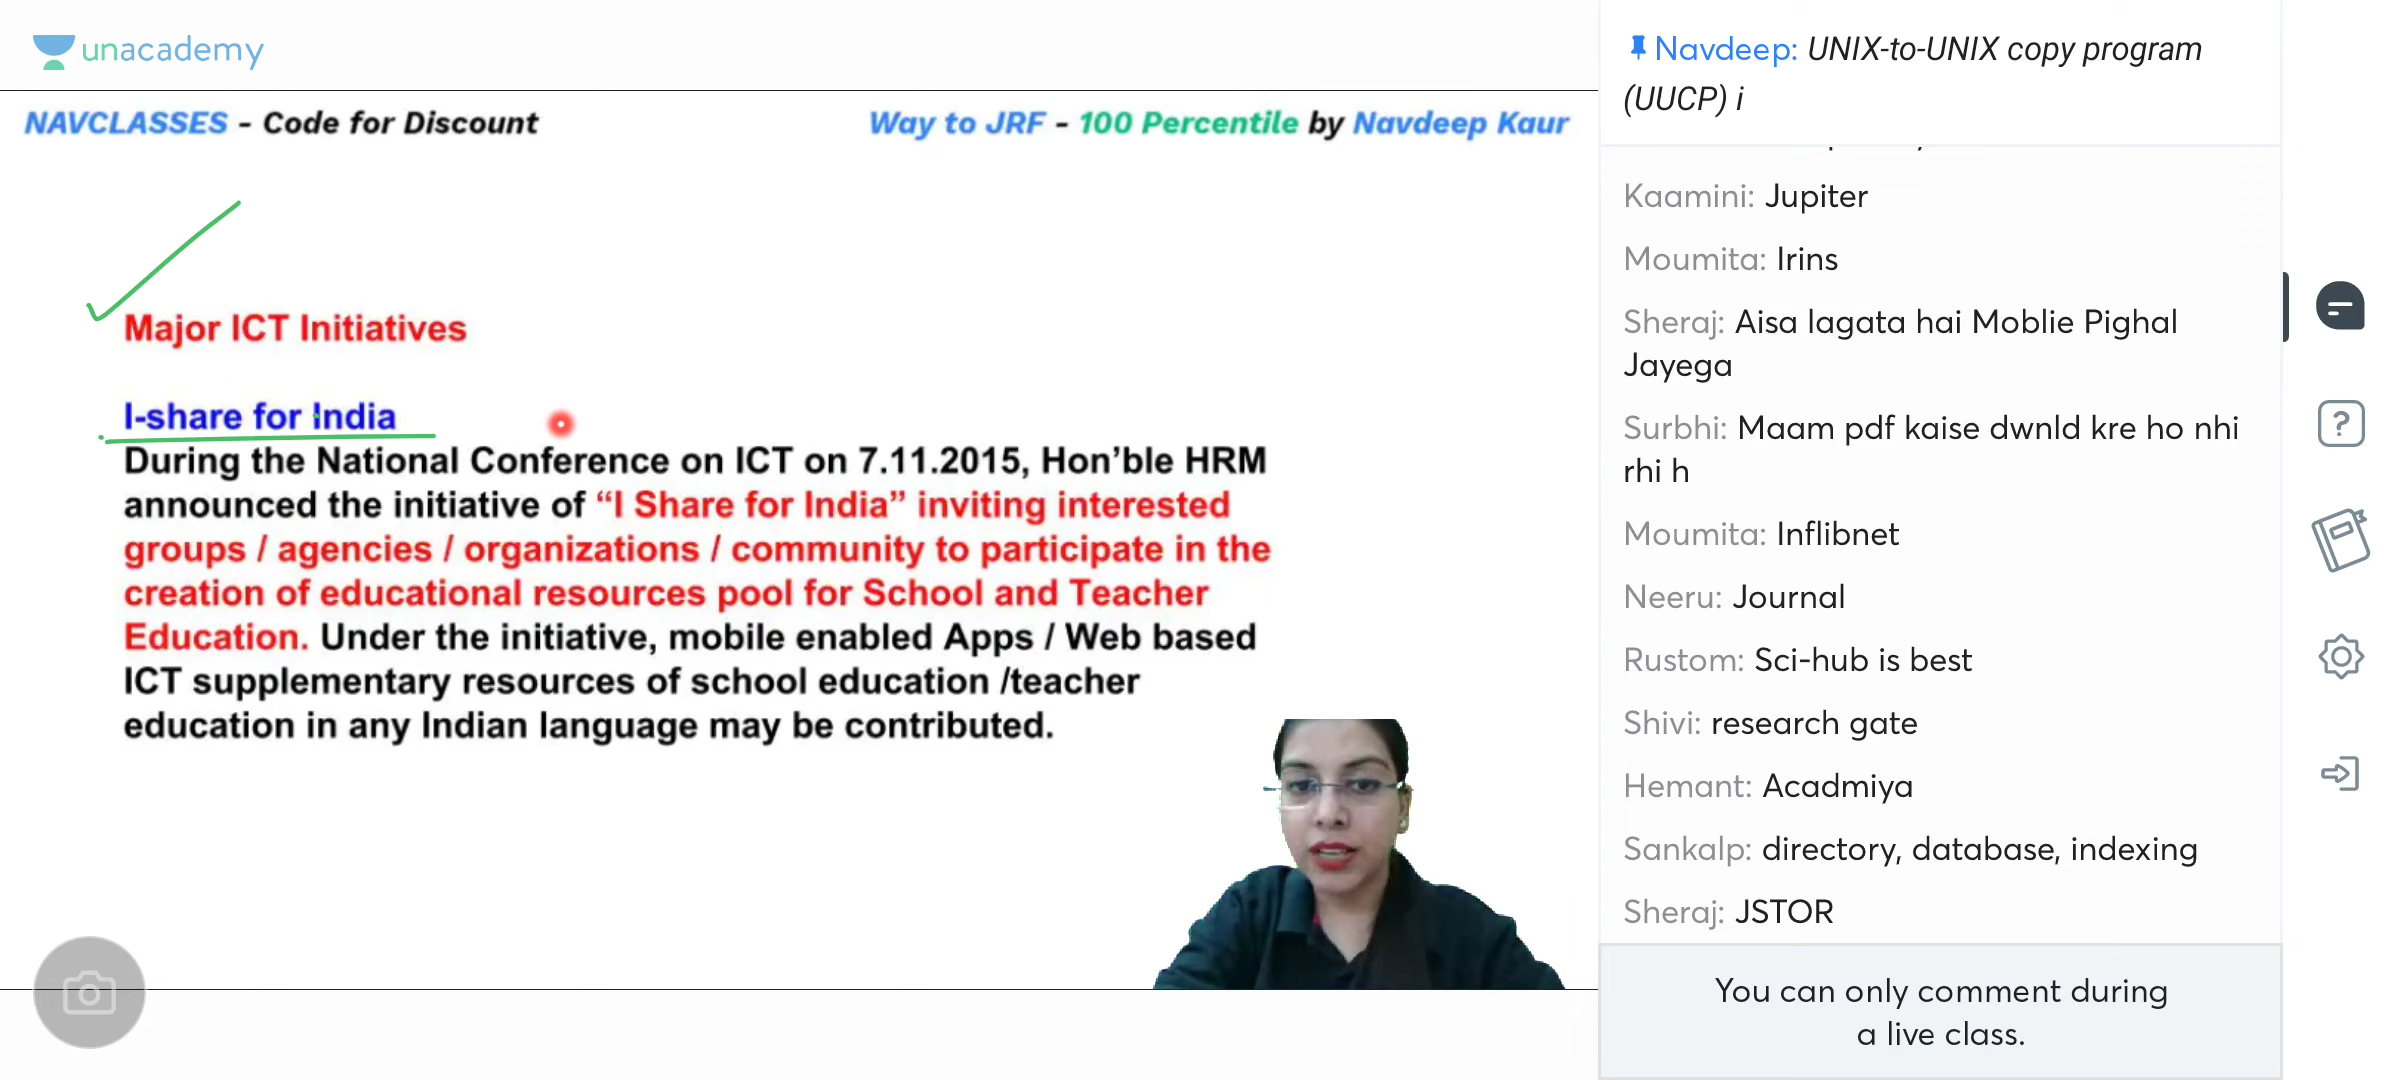 unacademy
NAVCLASSES - Code for Discount
Way to JRF - 100 Percentile by Navdeep Kaur
Major ICT Initiatives
I-share for India
During the National Conference on ICT on 7.11.2015, Hon’ble HRM
announced the initiative of “I Share for India” inviting interested
groups / agencies / organizations / community to participate in the
creation of educational resources pool for School and Teacher
Education. Under the initiative, mobile enabled Apps / Web based
ICT supplementary resources of school education /teacher
education in any Indian language may be contributed.
Navdeep: UNIX-to-UNIX copy program
(UUCP) i
Kaamini: Jupiter
Moumita: Irins
Sheraj: Aisa lagata hai Moblie Pighal
Jayega
Surbhi: Maam pdf kaise dwnld kre ho nhi
rhi h
Moumita: Inflibnet
Neeru: Journal
Rustom: Sci-hub is best
Shivi: research gate
Hemant: Acadmiya
Sankalp: directory, database, indexing
Sheraj: JSTOR
You can only comment during
a live class.